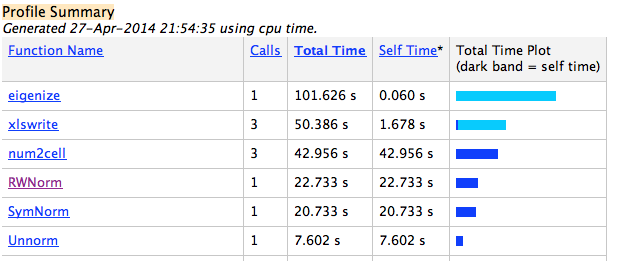 Profile Summary
Generated 27-Apr-2014 21:54:35 using cpu time.
Function Name Calls Total Time Self Time* Total Time Plot
(dark band = self time)
eigenize 1 101.626 s 0.060 s
xlswrite 3 50.386 s 1.678 s
num2cell 3 42.956 s 42.956 s
RWNorm 1 22.733 s 22.733 s
SymNorm 1 20.733 s 20.733 s
Unnorm 1 7.602 s 7.602 s